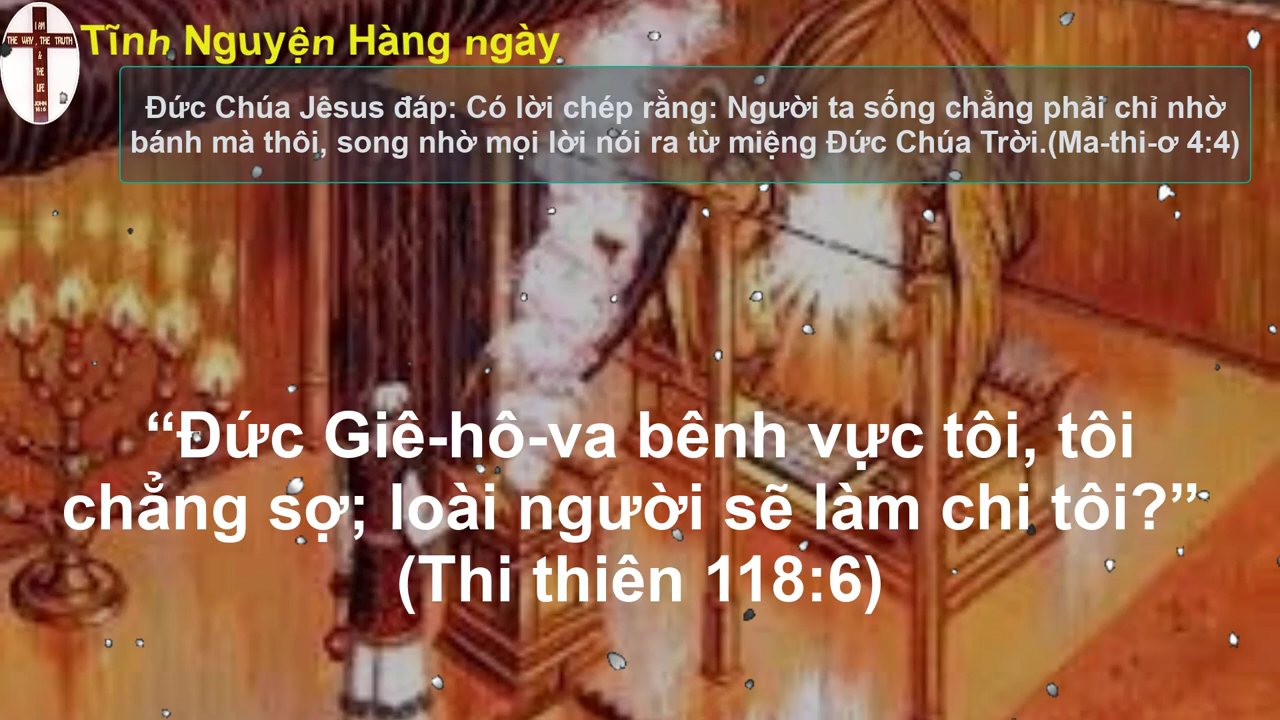 I AM
THE WAY, THE TRUTH
&
THE
LIFE
JOHN
14:6
Tĩnh Nguyện Hàng ngày
Đức Chúa Jêsus đáp: Có lời chép rằng: Người ta sống chẳng phải chỉ nhờ
bánh mà thôi, song nhờ mọi lời nói ra từ miệng Đức Chúa Trời.(Ma-thi-ơ 4:4)
“Đức Giê-hô-va bênh vực tôi, tôi
chẳng sợ; loài người sẽ làm chi tôi?”
(Thi thiên 118:6)